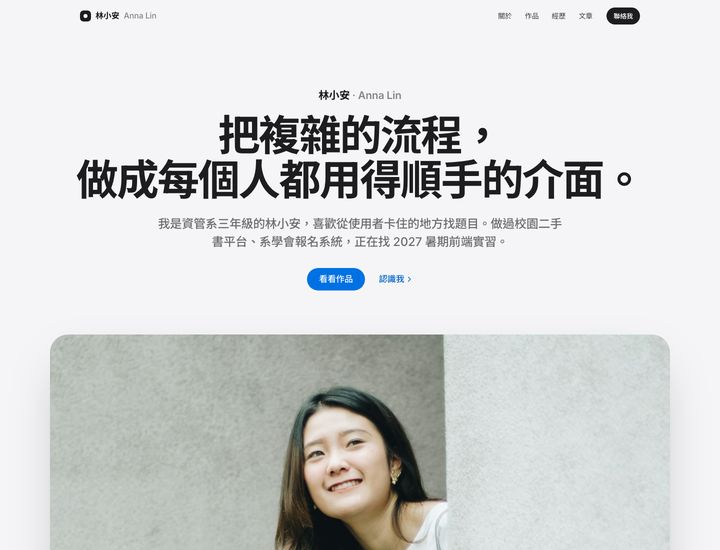 林小安 Anna Lin
關於 作品 經歷 文章 聯絡我
林小安 · Anna Lin
把複雜的流程，
做成每個人都用得順手的介面。
我是資管系三年級的林小安，喜歡從使用者卡住的地方找題目。做過校園二手
書平台、系學會報名系統，正在找 2027 暑期前端實習。
看看作品 認識我 ›